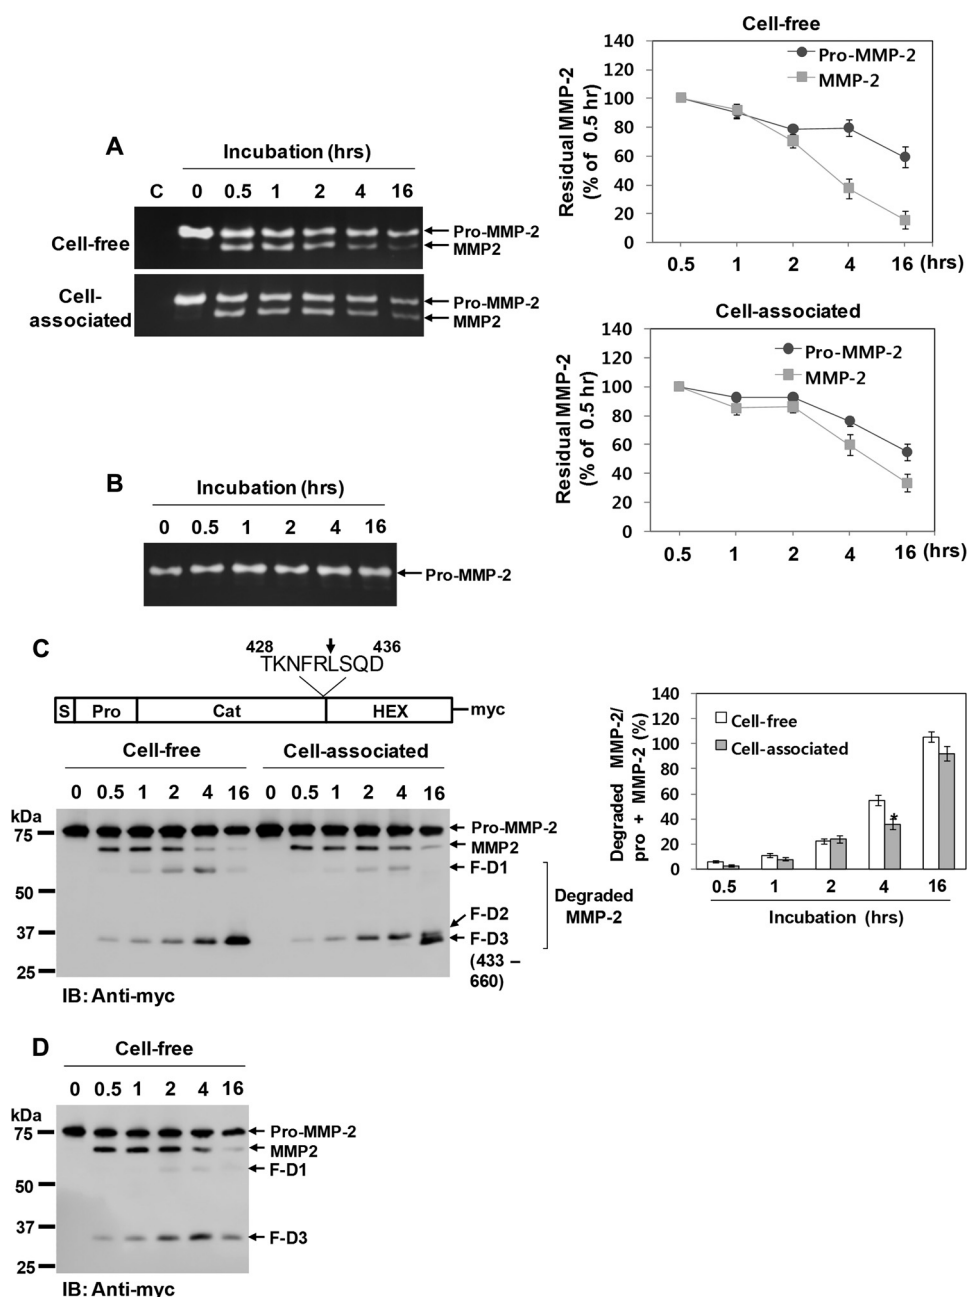 A
Incubation (hrs)
C 0 0.5 1 2 4 16
Cell-free
Pro-MMP-2
MMP2
Cell-
associated
Pro-MMP-2
MMP2
Cell-free
Residual MMP-2
(% of 0.5 hr)
140
120
100
80
60
40
20
0
Pro-MMP-2
MMP-2
0.5 1 2 4 16 (hrs)
Cell-associated
Residual MMP-2
(% of 0.5 hr)
140
120
100
80
60
40
20
0
Pro-MMP-2
MMP-2
0.5 1 2 4 16 (hrs)
B
Incubation (hrs)
0 0.5 1 2 4 16
Pro-MMP-2
C
428 TKNFRLSQD 436
S Pro Cat HEX myc
Cell-free Cell-associated
0 0.5 1 2 4 16 0 0.5 1 2 4 16
kDa
75
50
37
25
Pro-MMP-2
MMP2
F-D1
F-D2
F-D3
(433 –
660)
Degraded
MMP-2
IB: Anti-myc
Degraded MMP-2/
pro + MMP-2 (%)
140
120
100
80
60
40
20
0
Cell-free
Cell-associated
*
0.5 1 2 4 16
Incubation (hrs)
D
Cell-free
0 0.5 1 2 4 16
kDa
75
50
37
25
Pro-MMP-2
MMP2
F-D1
F-D3
IB: Anti-myc